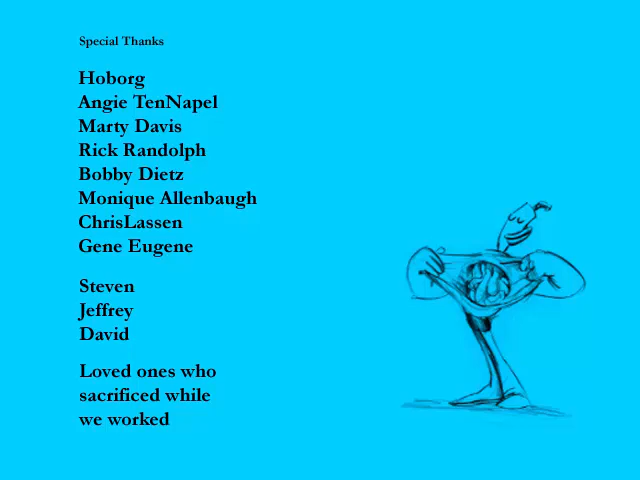 Special Thanks
Hoborg
Angie TenNapel
Marty Davis
Rick Randolph
Bobby Dietz
Monique Allenbaugh
ChrisLassen
Gene Eugene
Steven
Jeffrey
David
Loved ones who
sacrificed while
we worked